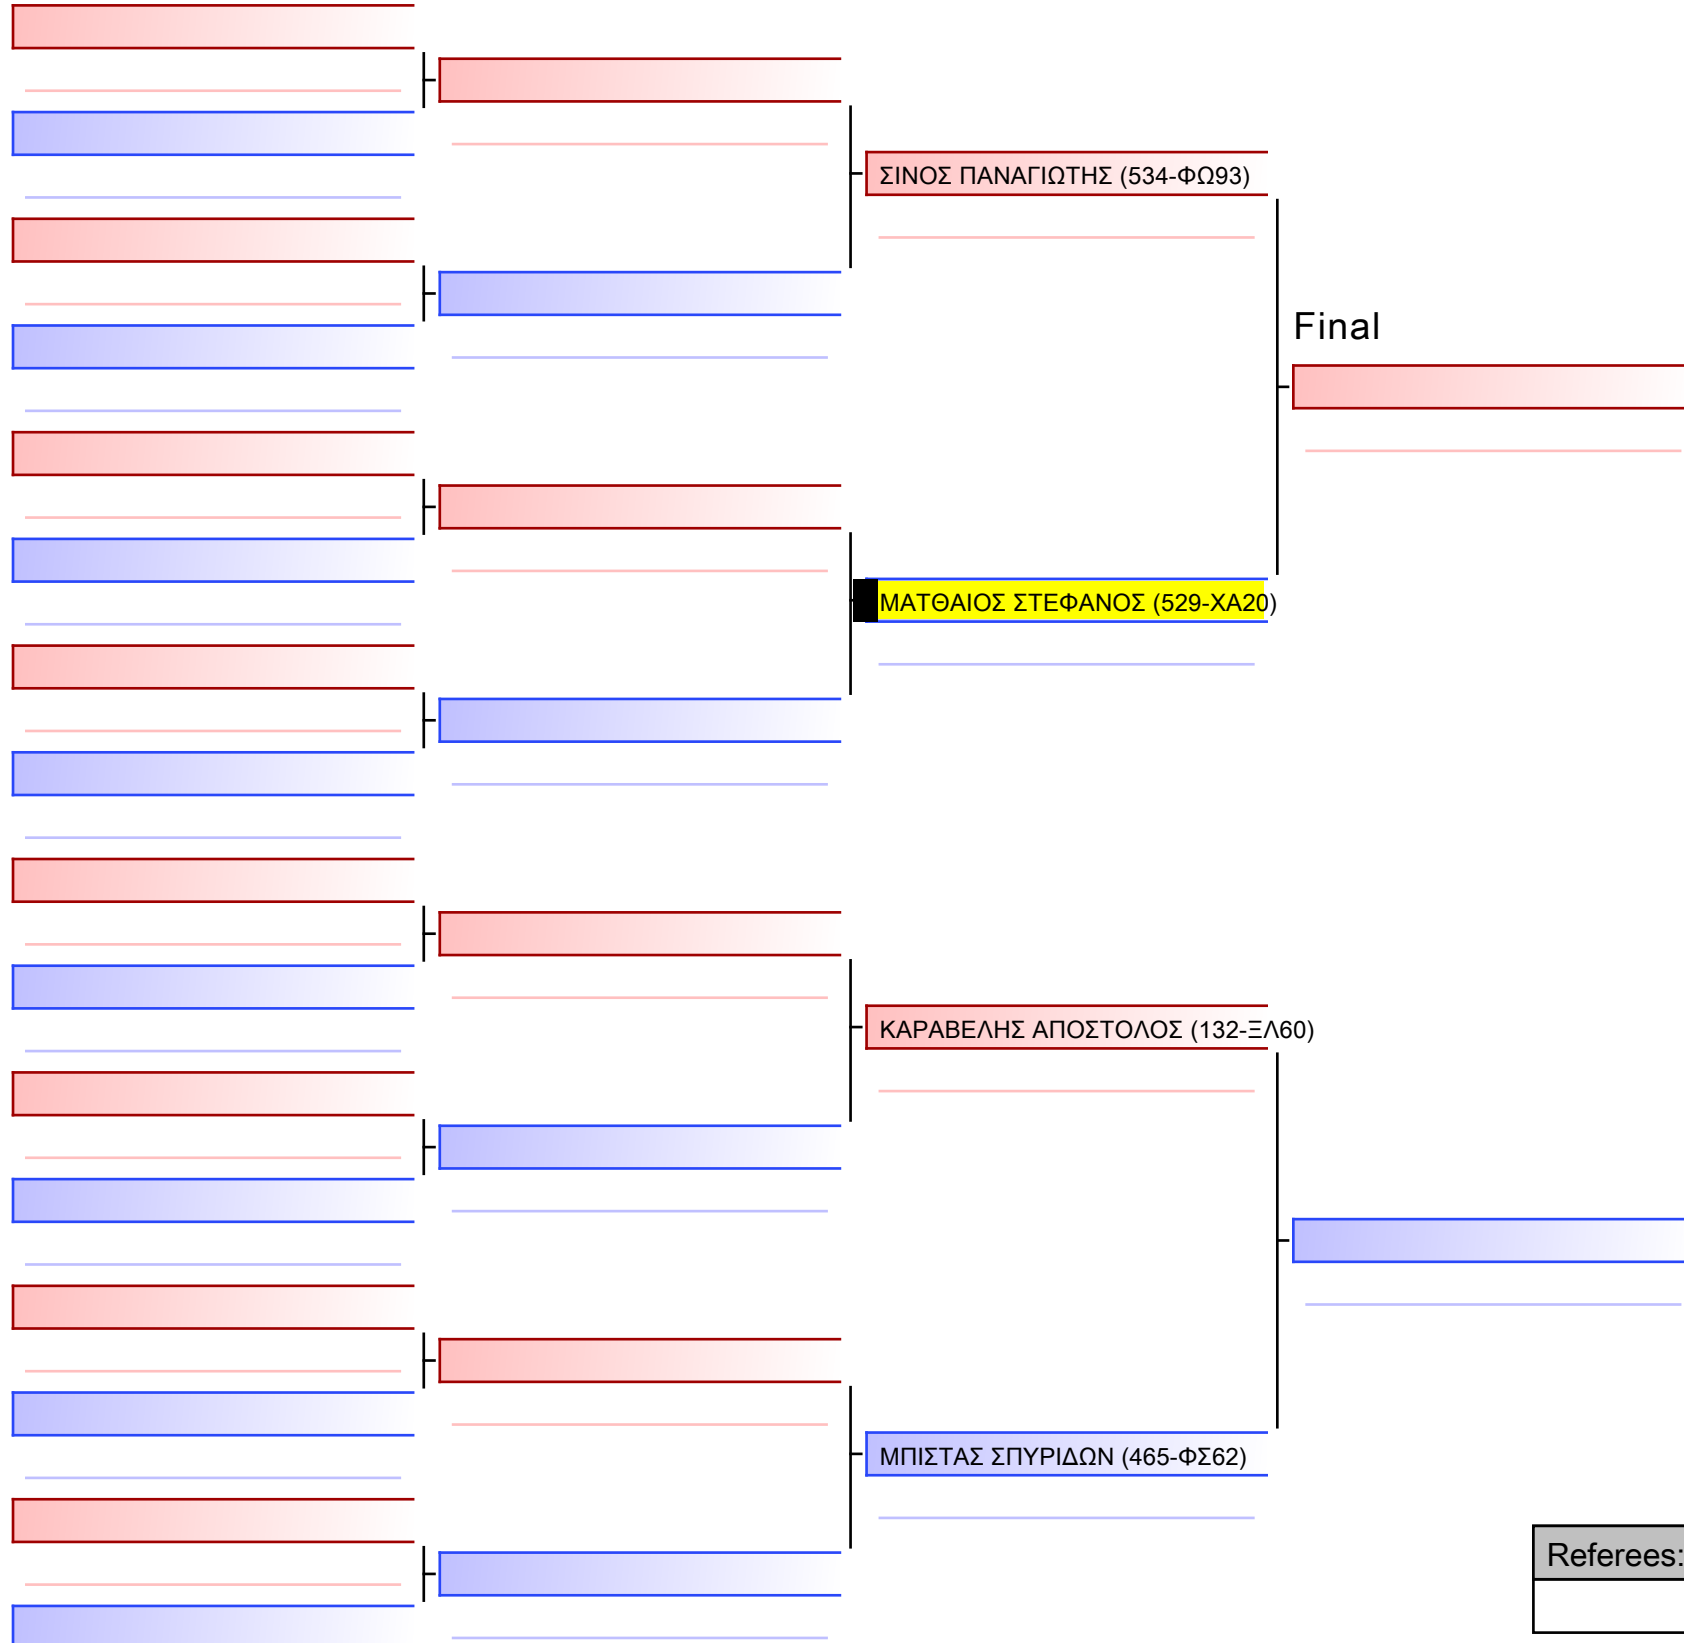 ΣΙΝΟΣ ΠΑΝΑΓΙΩΤΗΣ (534-ΦΩ93)
Final
ΜΑΤΘΑΙΟΣ ΣΤΕΦΑΝΟΣ (529-ΧΑ20)
ΚΑΡΑΒΕΛΗΣ ΑΠΟΣΤΟΛΟΣ (132-ΞΛ60)
ΜΠΙΣΤΑΣ ΣΠΥΡΙΔΩΝ (465-ΦΣ62)
Referees: